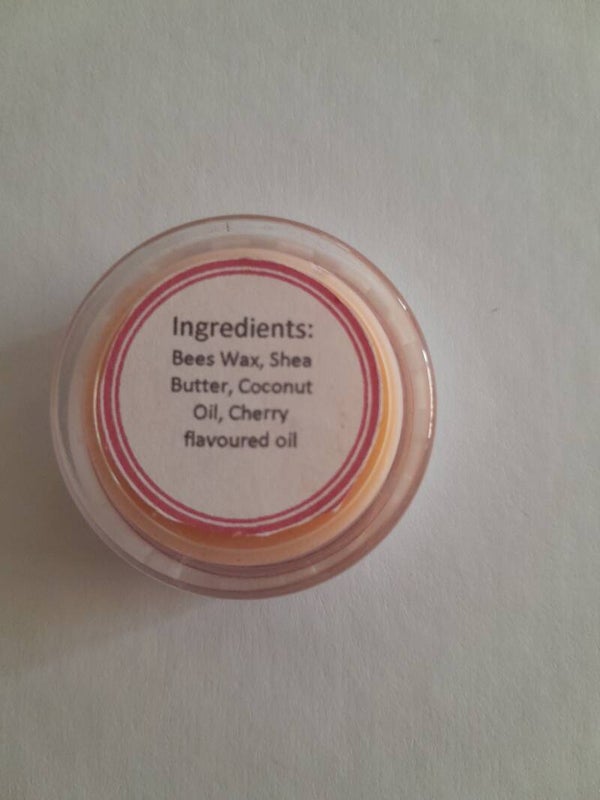 Ingredients:
Bees Wax, Shea
Butter, Coconut
Oil, Cherry
flavoured oil